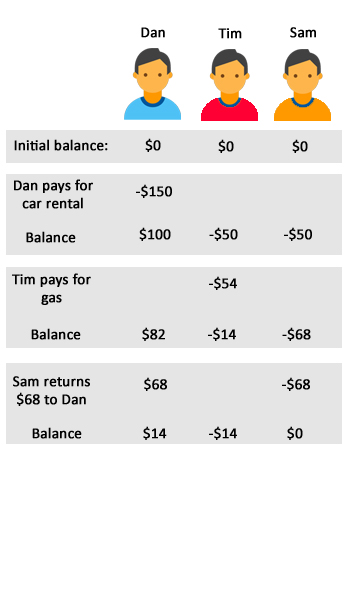 Dan Tim Sam
Initial balance: $0 $0 $0
Dan pays for
car rental -$150
Balance $100 -$50 -$50
Tim pays for
gas -$54
Balance $82 -$14 -$68
Sam returns $68 -$68
$68 to Dan
Balance $14 -$14 $0